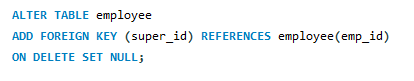 ALTER TABLE employee
ADD FOREIGN KEY (super_id) REFERENCES employee(emp_id)
ON DELETE SET NULL;